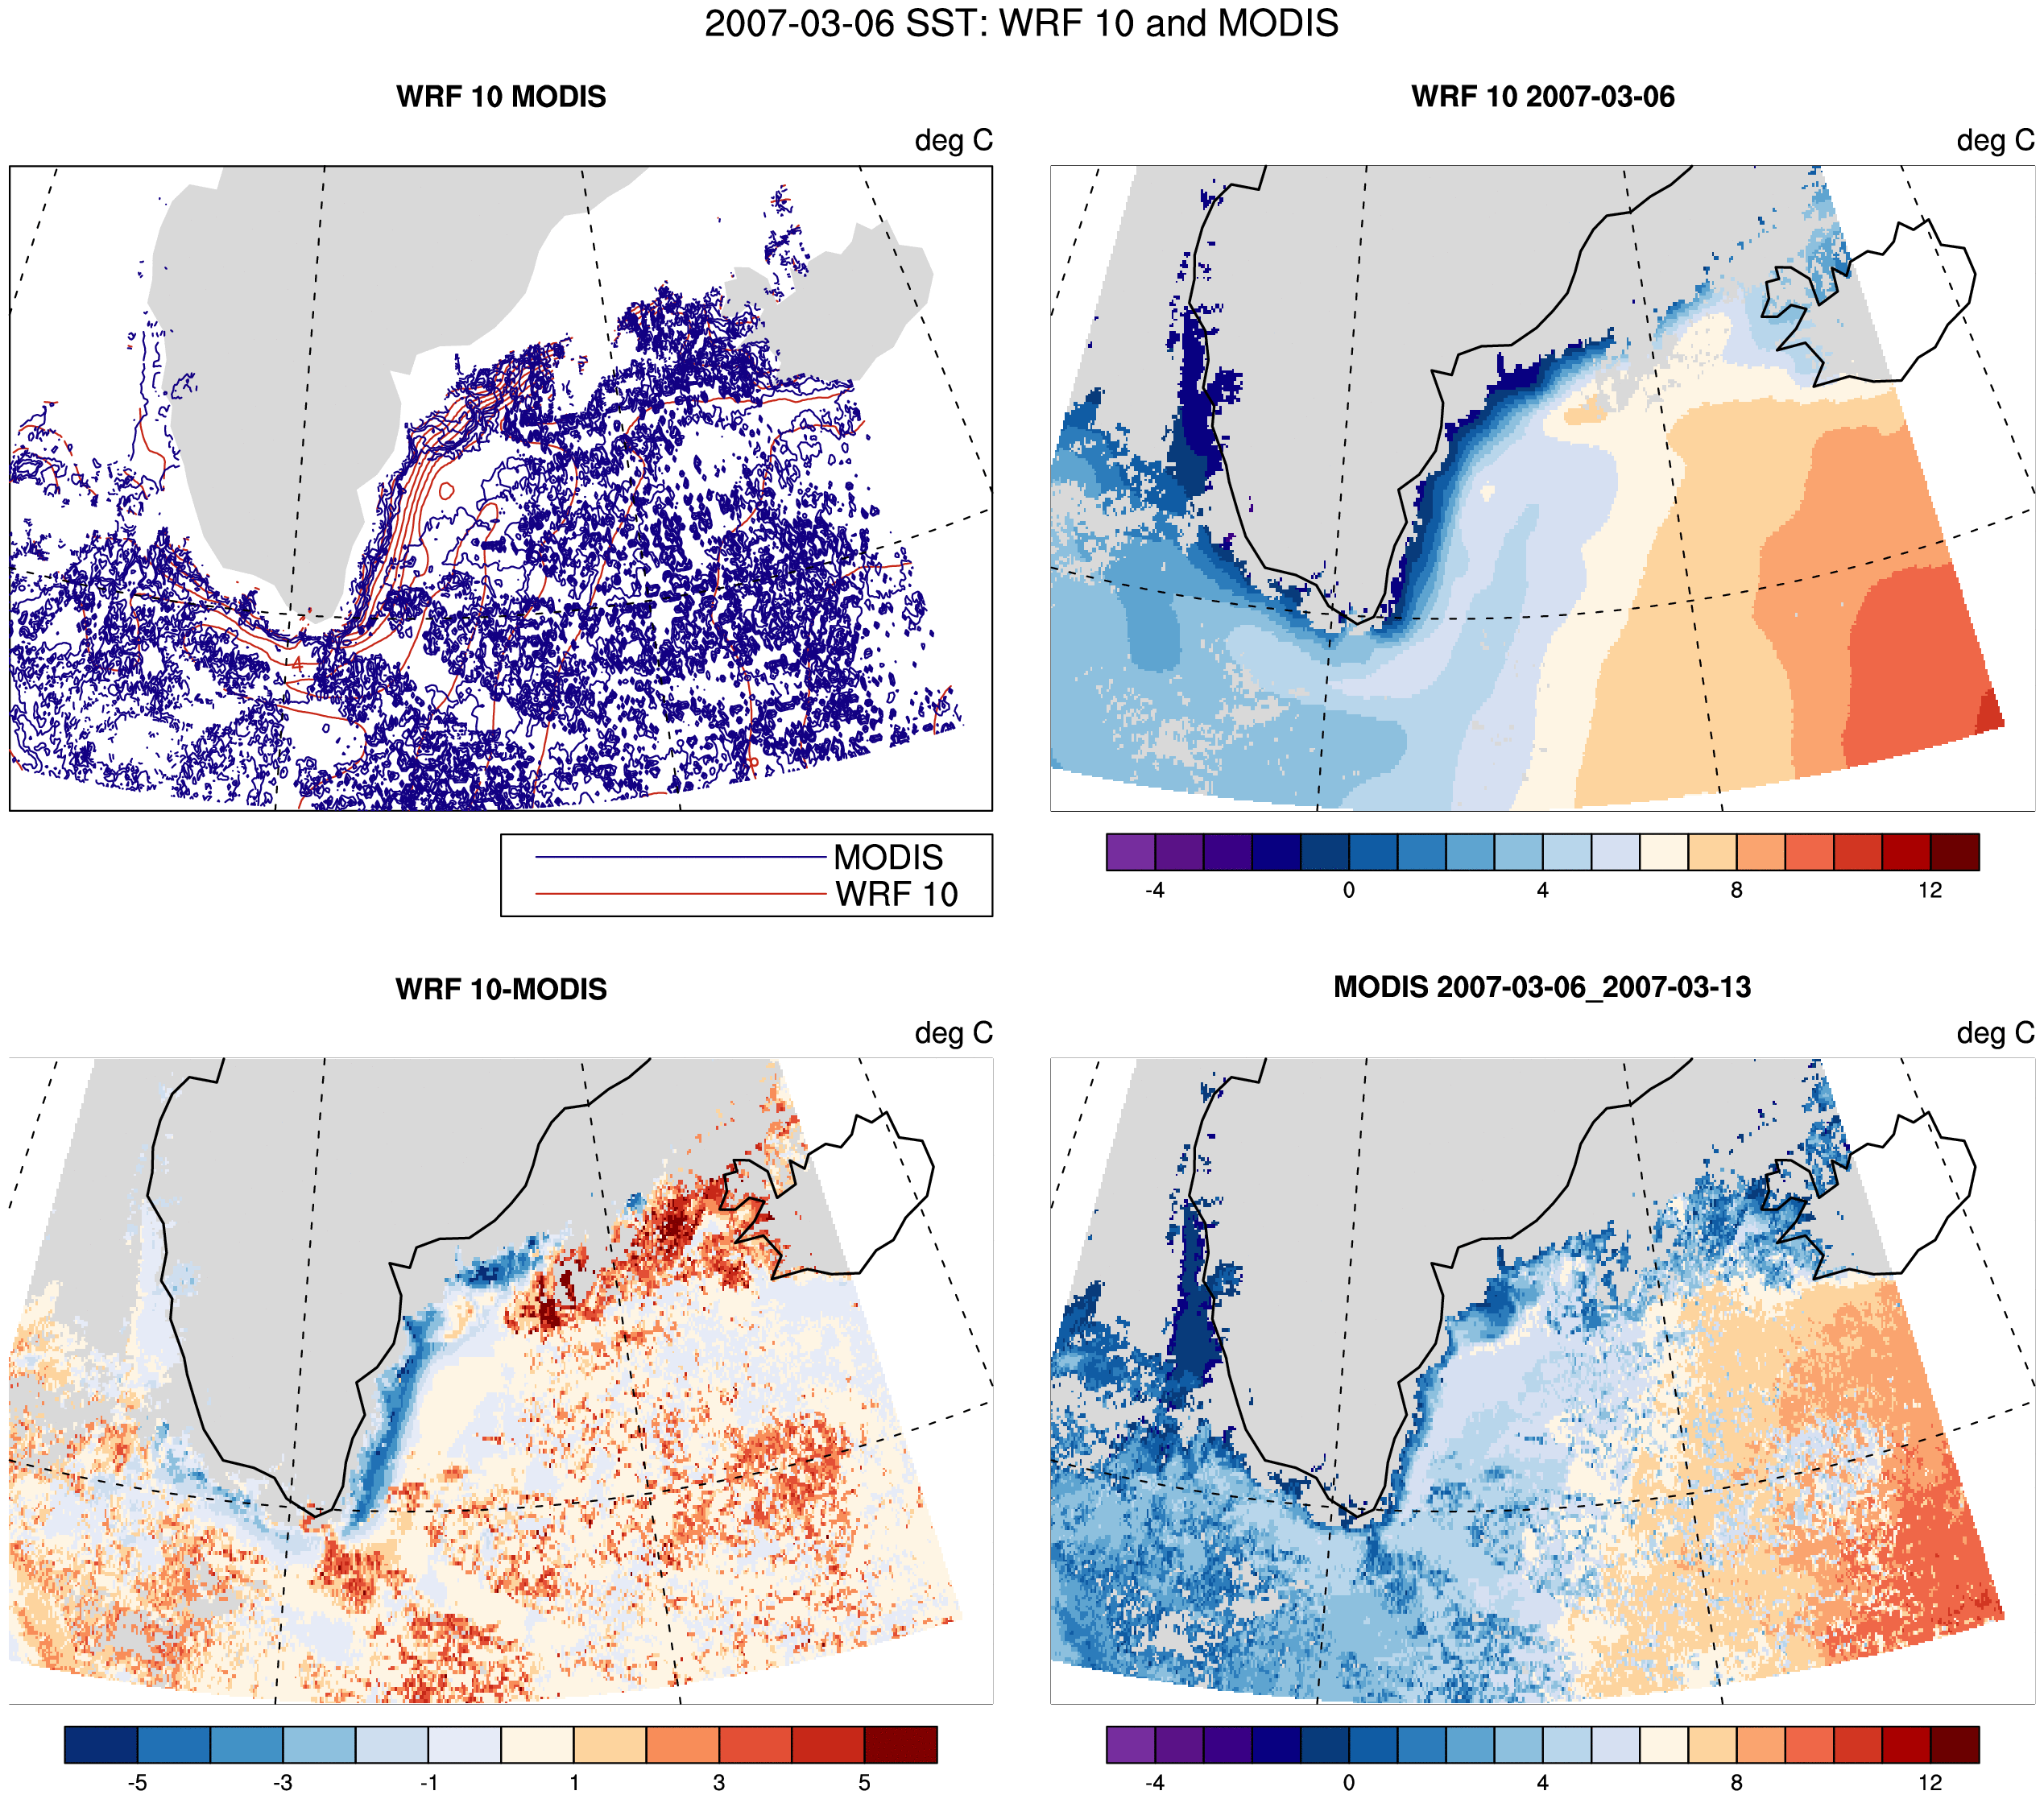 2007-03-06 SST: WRF 10 and MODIS
WRF 10 MODIS
deg C
4
MODIS
WRF 10
WRF 10 2007-03-06
deg C
-4 0 4 8 12
WRF 10-MODIS
deg C
-5 -3 -1 1 3 5
MODIS 2007-03-06_2007-03-13
deg C
-4 0 4 8 12